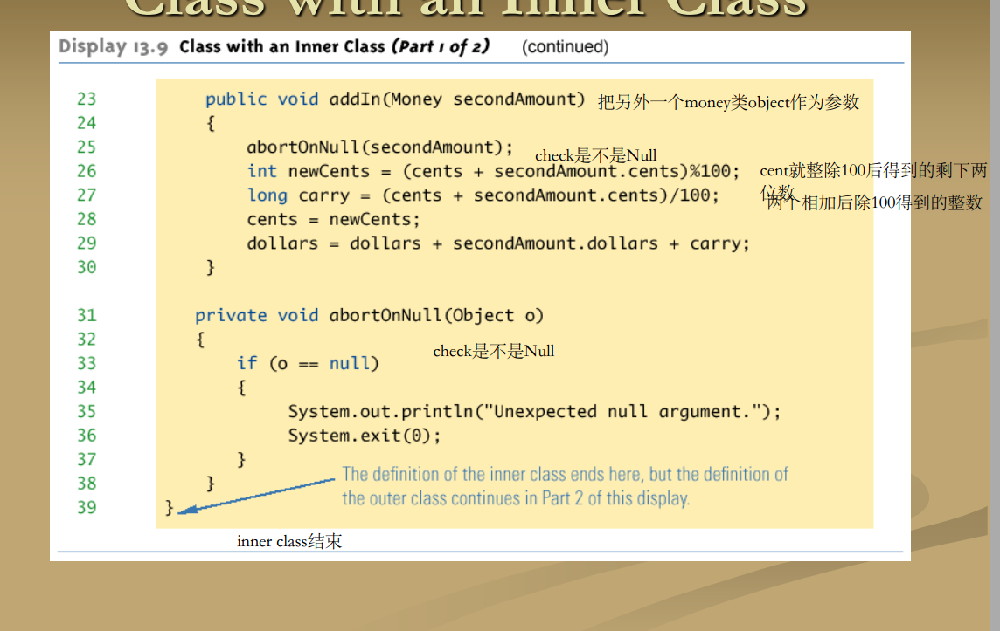 Class with an Inner Class
Display 13.9 Class with an Inner Class (Part 1 of 2) (continued)
23 public void addIn(Money secondAmount) 把另外一个money类object作为参数
24 {
25 abortOnNull(secondAmount);
check是不是Null
26 int newCents = (cents + secondAmount.cents)%100; cent就整除100后得到的剩下两
位数
27 long carry = (cents + secondAmount.cents)/100; 两个相加后除100得到的整数
28 cents = newCents;
29 dollars = dollars + secondAmount.dollars + carry;
30 }
31 private void abortOnNull(Object o)
32 {
check是不是Null
33 if (o == null)
34 {
35 System.out.println("Unexpected null argument.");
36 System.exit(0);
37 }
The definition of the inner class ends here, but the definition of
38 }
the outer class continues in Part 2 of this display.
39 }
inner class结束